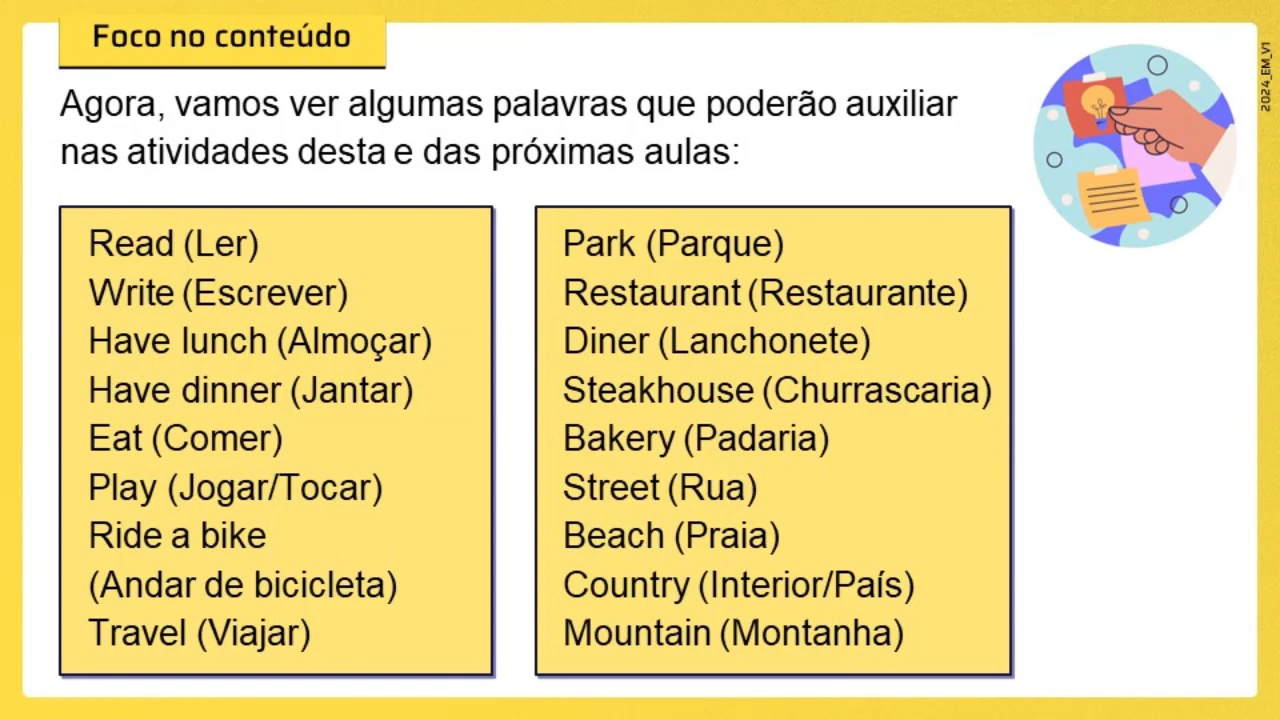 Foco no conteúdo
Agora, vamos ver algumas palavras que poderão auxiliar
nas atividades desta e das próximas aulas:
Read (Ler)
Write (Escrever)
Have lunch (Almoçar)
Have dinner (Jantar)
Eat (Comer)
Play (Jogar/Tocar)
Ride a bike
(Andar de bicicleta)
Travel (Viajar)
Park (Parque)
Restaurant (Restaurante)
Diner (Lanchonete)
Steakhouse (Churrascaria)
Bakery (Padaria)
Street (Rua)
Beach (Praia)
Country (Interior/País)
Mountain (Montanha)
2024_EM_V1